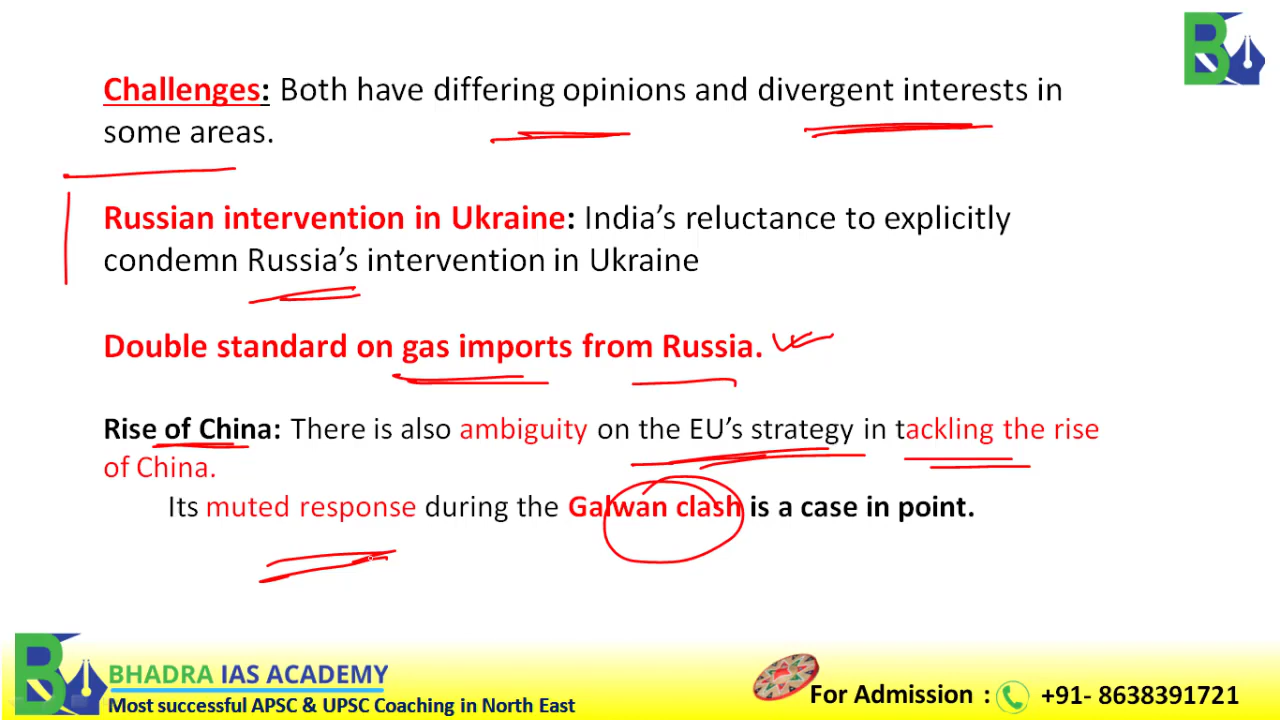 Challenges: Both have differing opinions and divergent interests in
some areas.
Russian intervention in Ukraine: India's reluctance to explicitly
condemn Russia's intervention in Ukraine
Double standard on gas imports from Russia.
Rise of China: There is also ambiguity on the EU's strategy in tackling the rise
of China.
Its muted response during the Galwan clash is a case in point.
BHADRA IAS ACADEMY
Most successful APSC & UPSC Coaching in North East
For Admission : +91- 8638391721